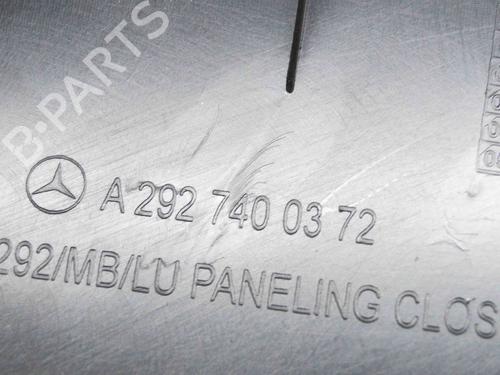 B-PARTS
A 292 740 03 72
292/MB/LU PANELING CLOS